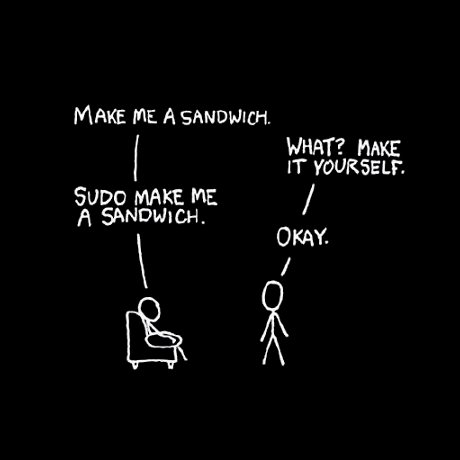 MAKE ME A SANDWICH.
WHAT? MAKE
IT YOURSELF.
SUDO MAKE ME
A SANDWICH.
OKAY.